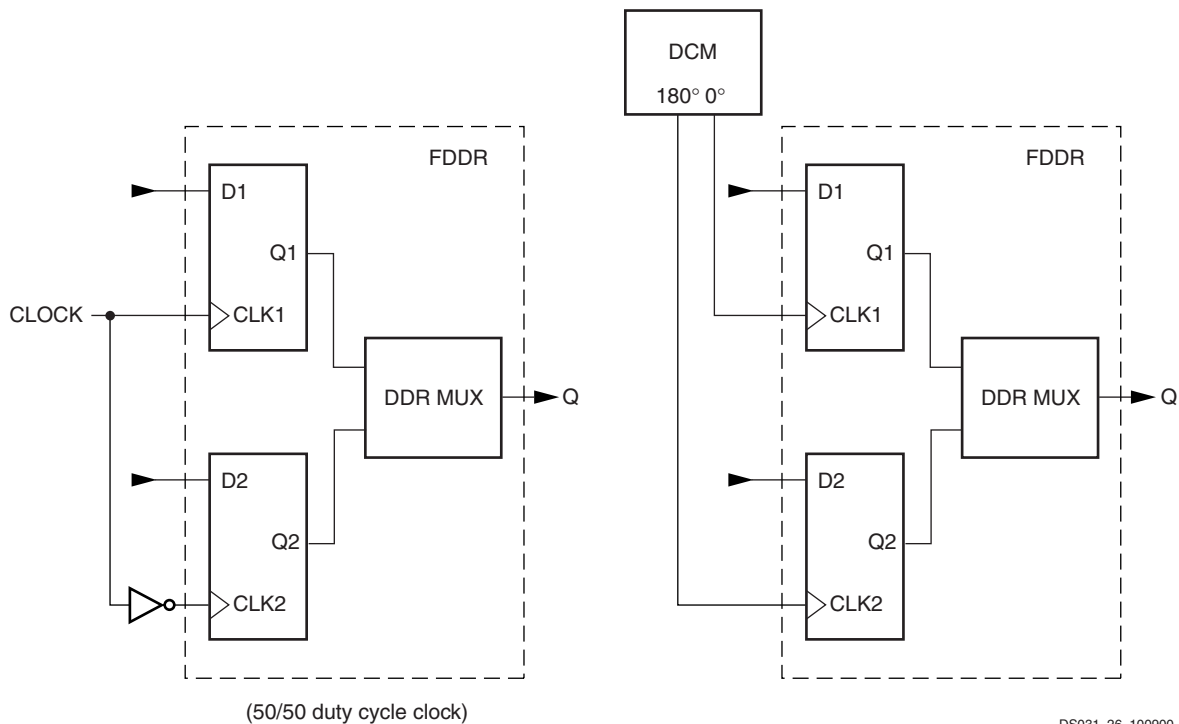 DCM
180° 0°
FDDR
D1
Q1
CLOCK
CLK1
DDR MUX
Q
D2
Q2
CLK2
(50/50 duty cycle clock)
FDDR
D1
Q1
CLK1
DDR MUX
Q
D2
Q2
CLK2
DS031_26_100900